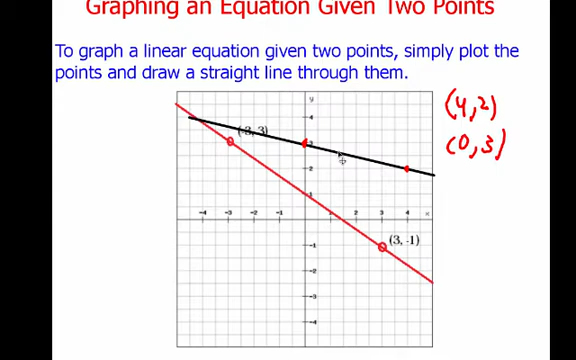 Graphing an Equation Given Two Points
To graph a linear equation given two points, simply plot the
points and draw a straight line through them.
y
4
(4,2)
(-3, 3)
3
(0,3)
1
-4 -3 -2 -1 1 2 3 4 x
-1
(3, -1)
-2
-3
-4